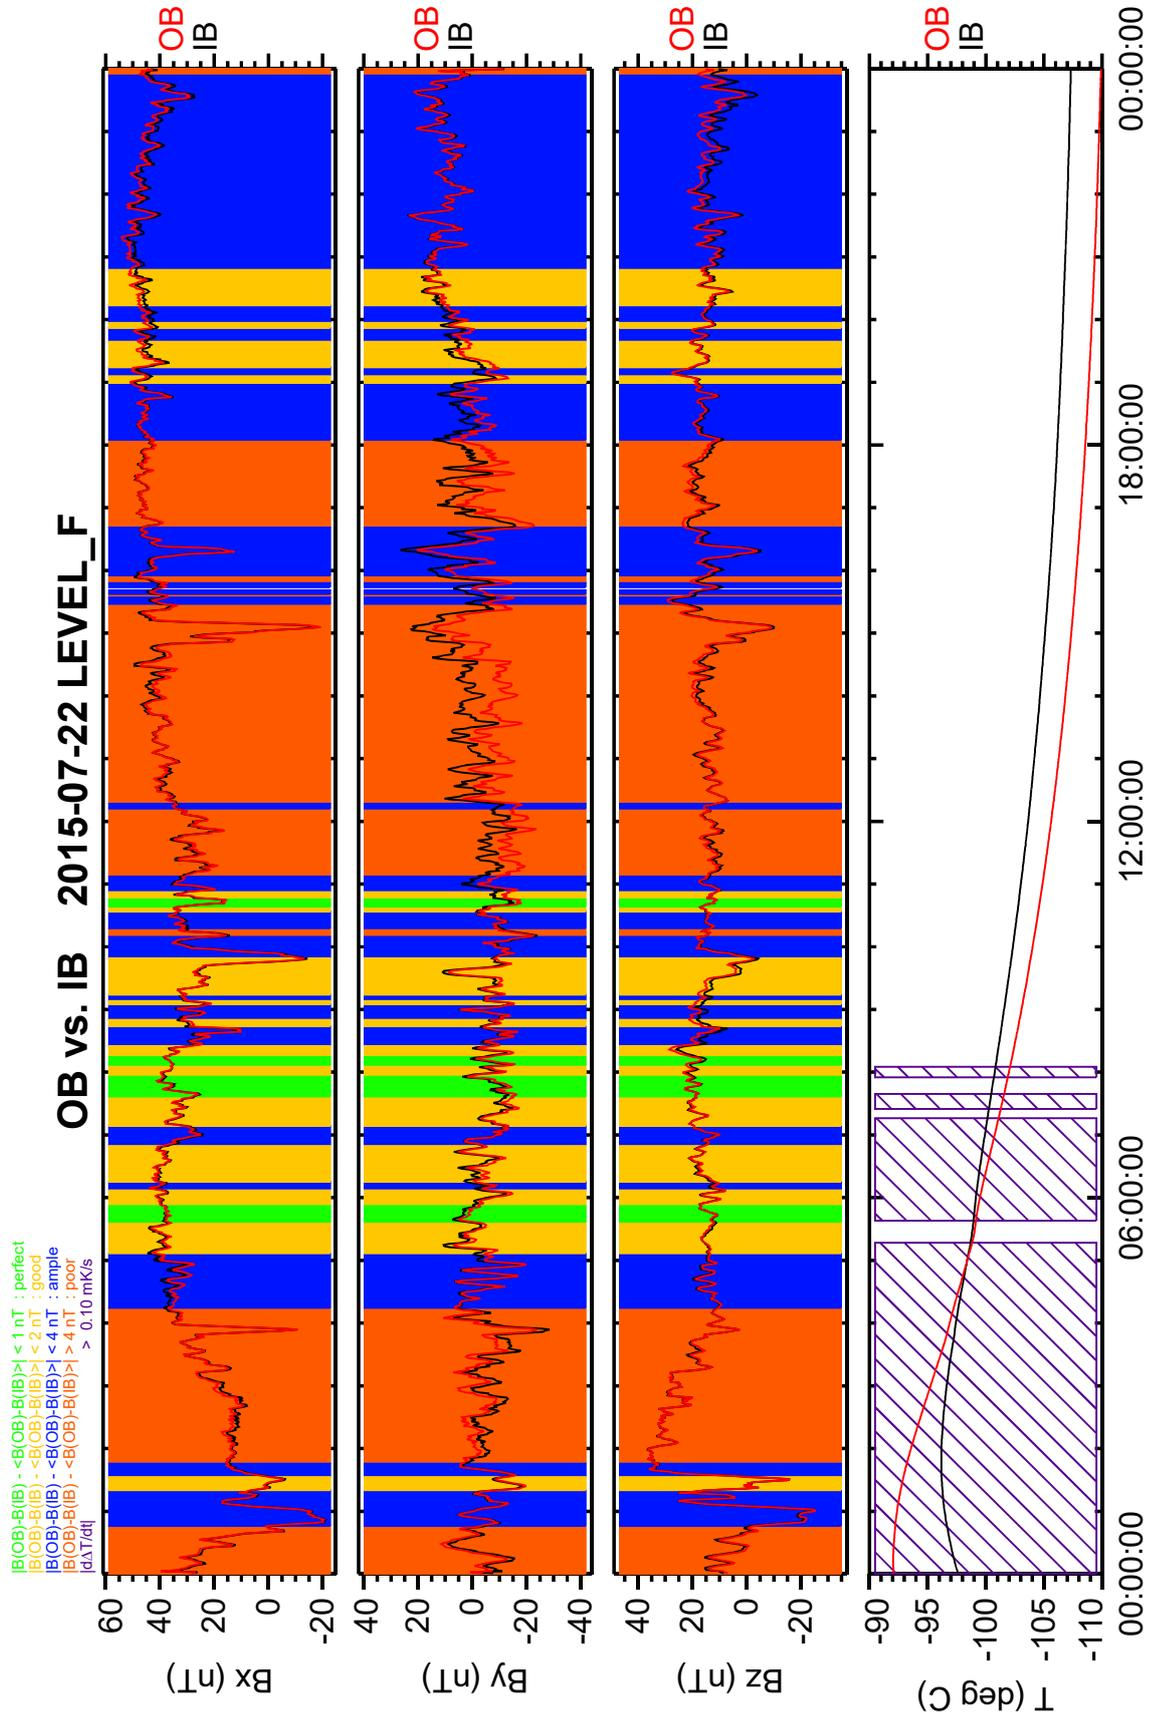 |B(OB)-B(IB) - <B(OB)-B(IB)>| < 1 nT : perfect
|B(OB)-B(IB) - <B(OB)-B(IB)>| < 2 nT : good
|B(OB)-B(IB) - <B(OB)-B(IB)>| < 4 nT : ample
|B(OB)-B(IB) - <B(OB)-B(IB)>| > 4 nT : poor
|dΔT/dt| > 0.10 mK/s
OB vs. IB 2015-07-22 LEVEL_F
Bx (nT)
60
40
20
0
-20
OB
IB
By (nT)
40
20
0
-20
-40
OB
IB
Bz (nT)
40
20
0
-20
OB
IB
T (deg C)
-90
-95
-100
-105
-110
OB
IB
00:00:00
06:00:00
12:00:00
18:00:00
00:00:00